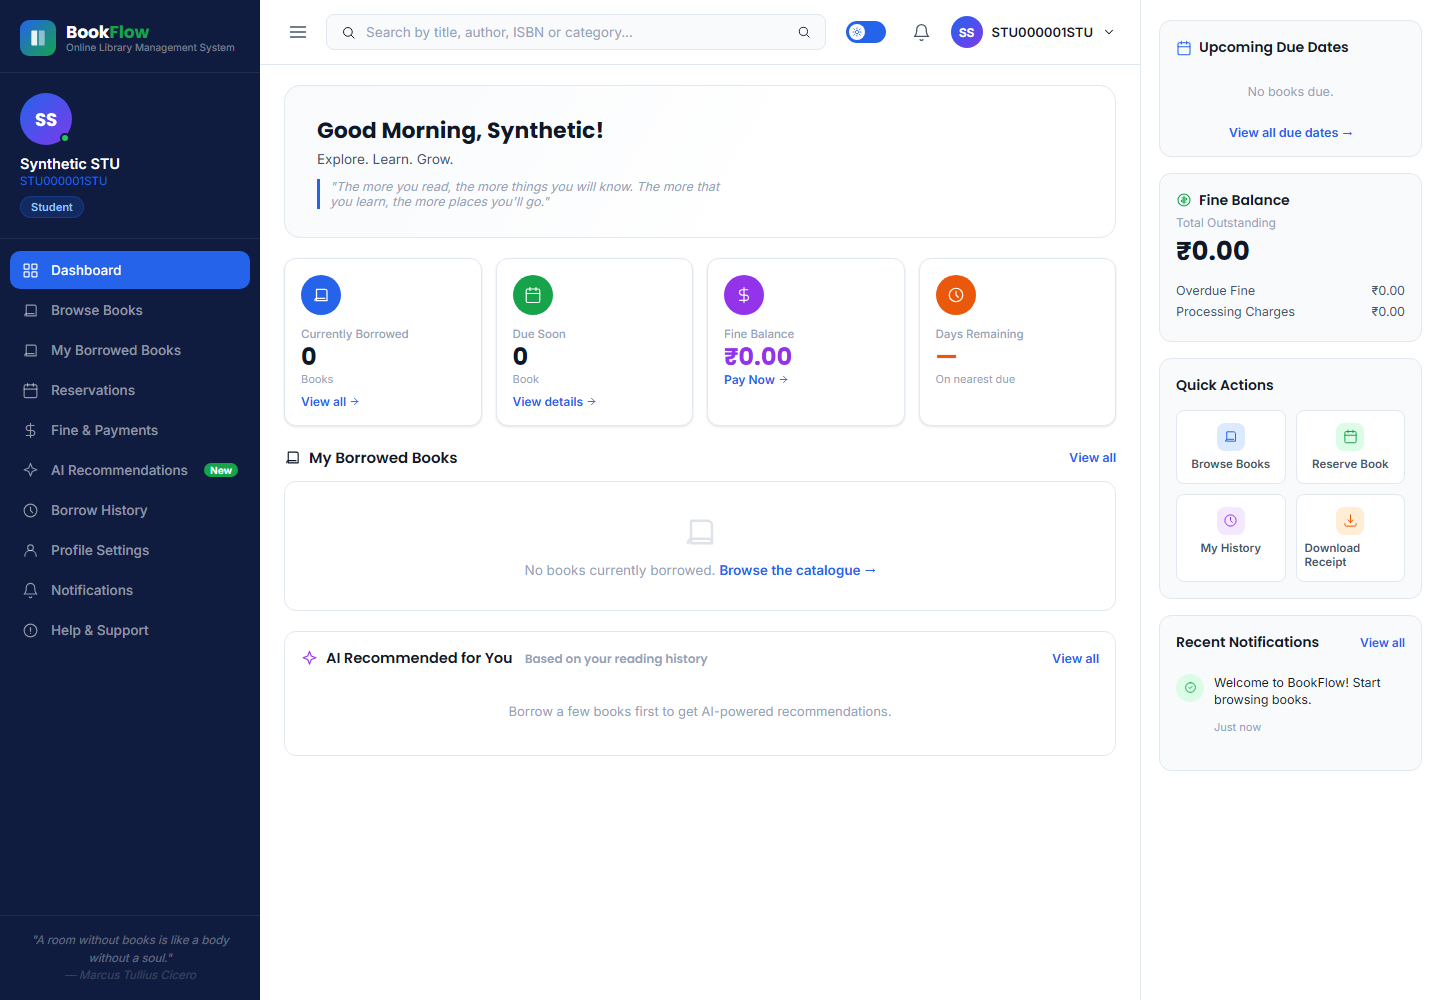 BookFlow
Online Library Management System
SS
Synthetic STU
STU000001STU
Student
Dashboard
Browse Books
My Borrowed Books
Reservations
Fine & Payments
AI Recommendations New
Borrow History
Profile Settings
Notifications
Help & Support
"A room without books is like a body
without a soul."
— Marcus Tullius Cicero
Search by title, author, ISBN or category...
SS STU000001STU
Good Morning, Synthetic!
Explore. Learn. Grow.
"The more you read, the more things you will know. The more that
you learn, the more places you'll go."
Currently Borrowed
0
Books
View all →
Due Soon
0
Book
View details →
Fine Balance
₹0.00
Pay Now →
Days Remaining
—
On nearest due
My Borrowed Books
View all
No books currently borrowed. Browse the catalogue →
AI Recommended for You Based on your reading history
View all
Borrow a few books first to get AI-powered recommendations.
Upcoming Due Dates
No books due.
View all due dates →
Fine Balance
Total Outstanding
₹0.00
Overdue Fine ₹0.00
Processing Charges ₹0.00
Quick Actions
Browse Books
Reserve Book
My History
Download
Receipt
Recent Notifications View all
Welcome to BookFlow! Start
browsing books.
Just now